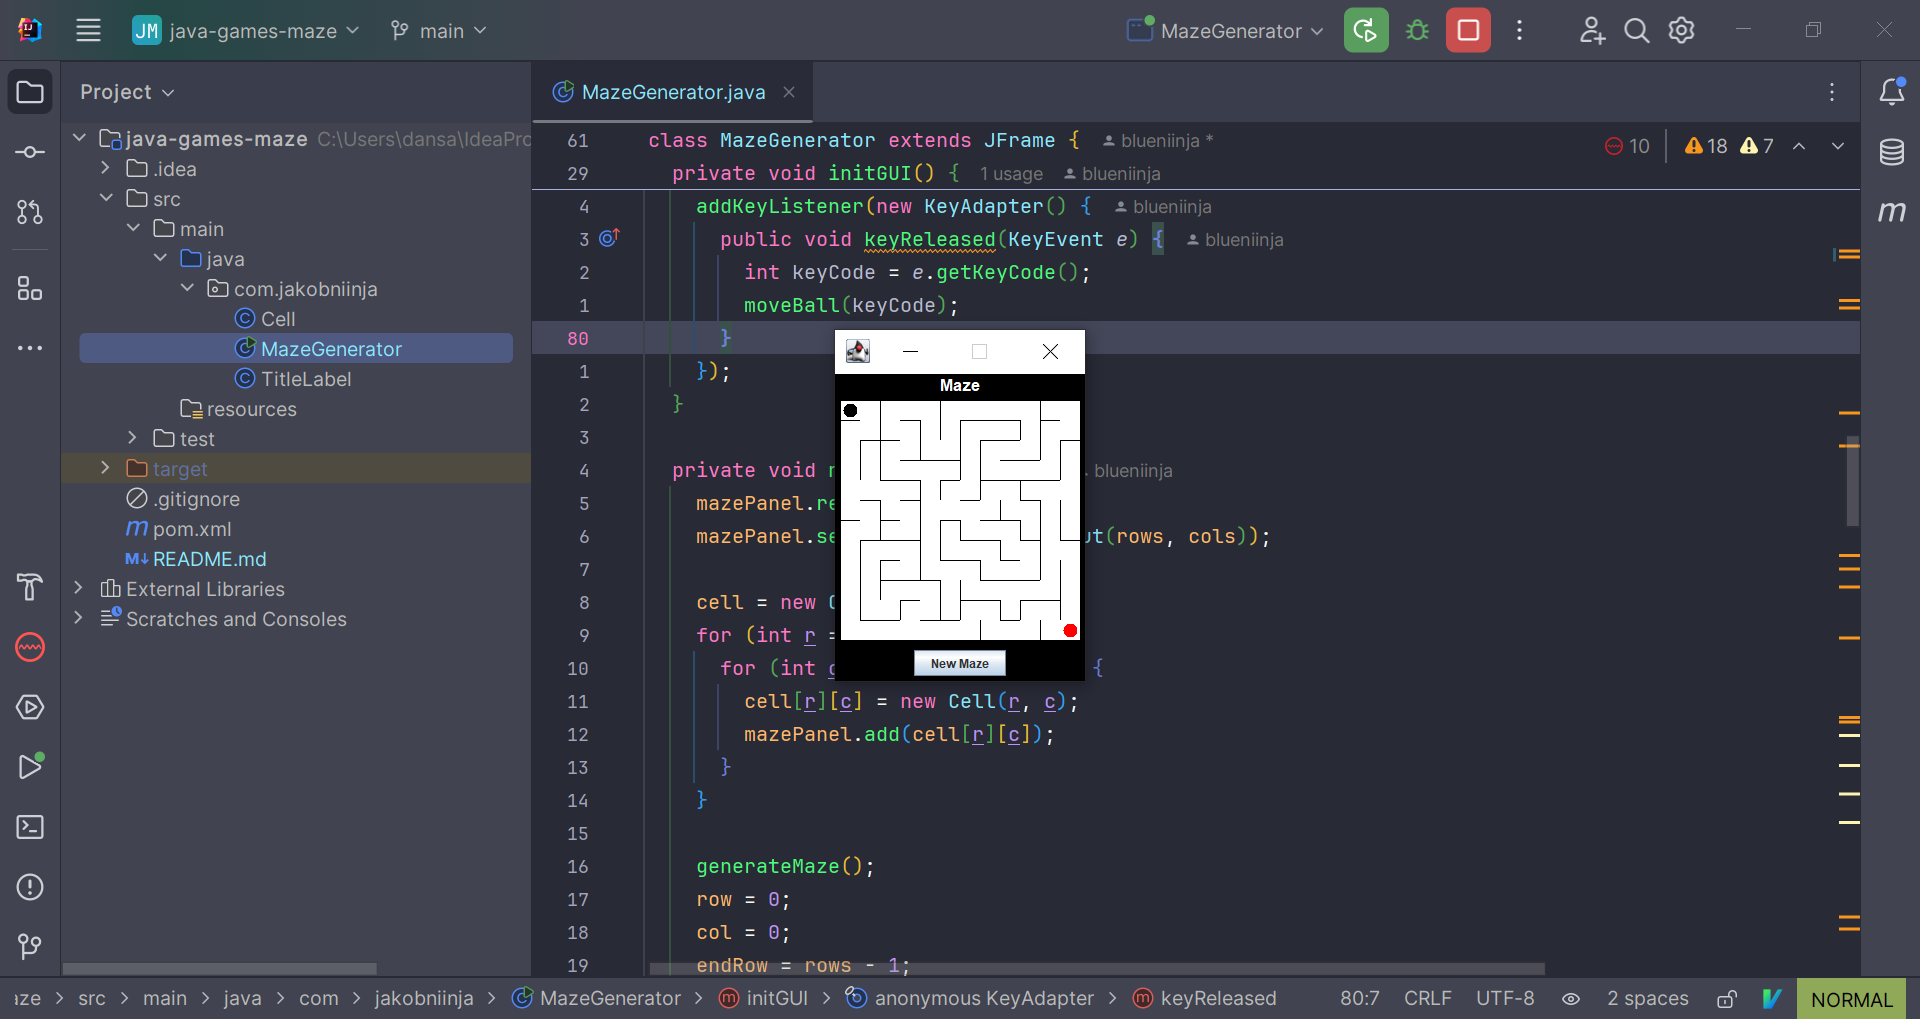 JM java-games-maze main MazeGenerator
Project
MazeGenerator.java
java-games-maze C:\Users\dansa\IdeaPro
.idea
src
main
java
com.jakobniinja
Cell
MazeGenerator
TitleLabel
resources
test
target
.gitignore
m pom.xml
M↓ README.md
External Libraries
Scratches and Consoles
61 class MazeGenerator extends JFrame { blueniinja *
29 private void initGUI() { 1 usage blueniinja
10 18 7
4 addKeyListener(new KeyAdapter() { blueniinja
3 public void keyReleased(KeyEvent e) { blueniinja
2 int keyCode = e.getKeyCode();
1 moveBall(keyCode);
80 }
1 });
2 }
3
4 private void blueniinja
5 mazePanel.re
6 mazePanel.se ut(rows, cols));
7
8 cell = new
9 for (int r =
10 for (int {
11 cell[r][c] = new Cell(r, c);
12 mazePanel.add(cell[r][c]);
13 }
14 }
15
16 generateMaze();
17 row = 0;
18 col = 0;
19 endRow = rows - 1;
Maze
New Maze
m
aze > src > main > java > com > jakobniinja > MazeGenerator > m initGUI > anonymous KeyAdapter > m keyReleased
80:7 CRLF UTF-8 2 spaces NORMAL